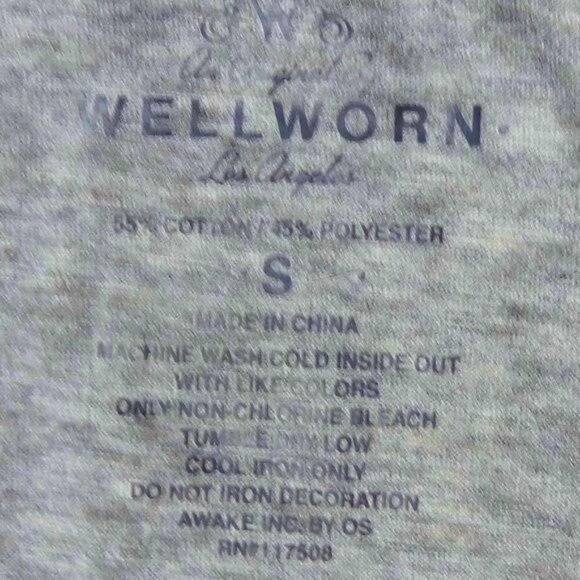 W
An Original
WELLWORN
Los Angeles
55% COTTON / 45% POLYESTER
S
MADE IN CHINA
MACHINE WASH COLD INSIDE OUT
WITH LIKE COLORS
ONLY NON-CHLORINE BLEACH
TUMBLE DRY LOW
COOL IRON ONLY
DO NOT IRON DECORATION
AWAKE INC. BY OS
RN#117508